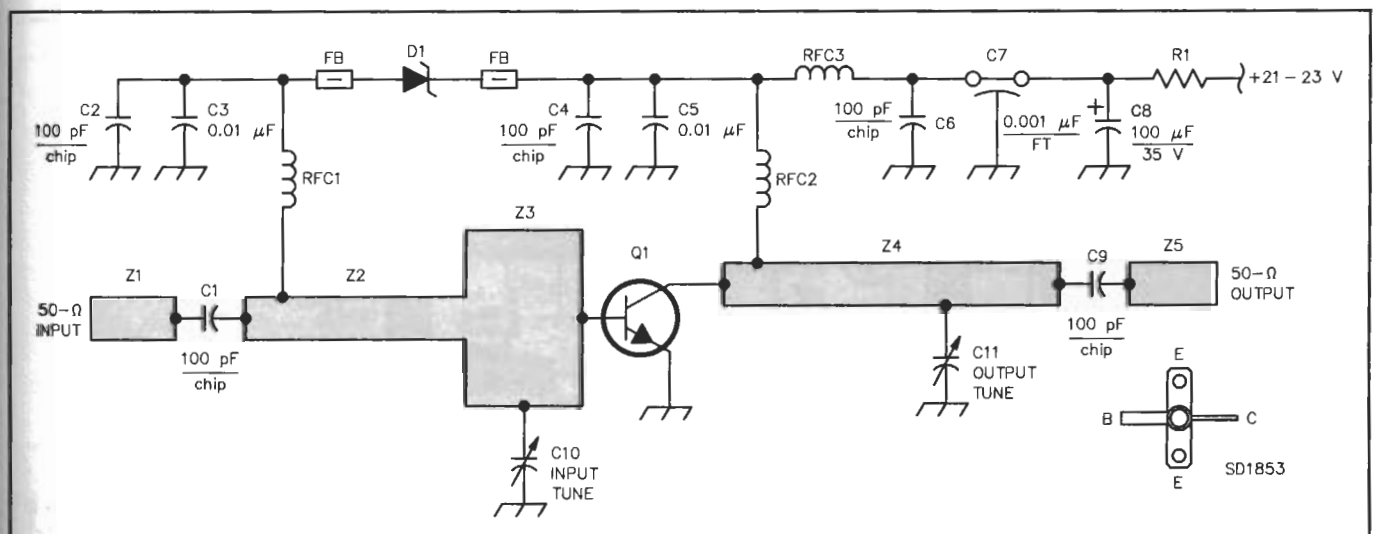 FB
D1
FB
RFC3
C7
R1
+21-23 V
C2
100 pF
chip
C3
0.01 µF
C4
100 pF
chip
C5
0.01 µF
100 pF
chip
C6
0.001 µF
FT
+
C8
100 µF
35 V
RFC1
RFC2
Z1
Z2
Z3
Q1
Z4
C9
Z5
50-Ω
INPUT
C1
100 pF
chip
50-Ω
OUTPUT
100 pF
chip
C10
INPUT
TUNE
C11
OUTPUT
TUNE
E
B
C
E
SD1853